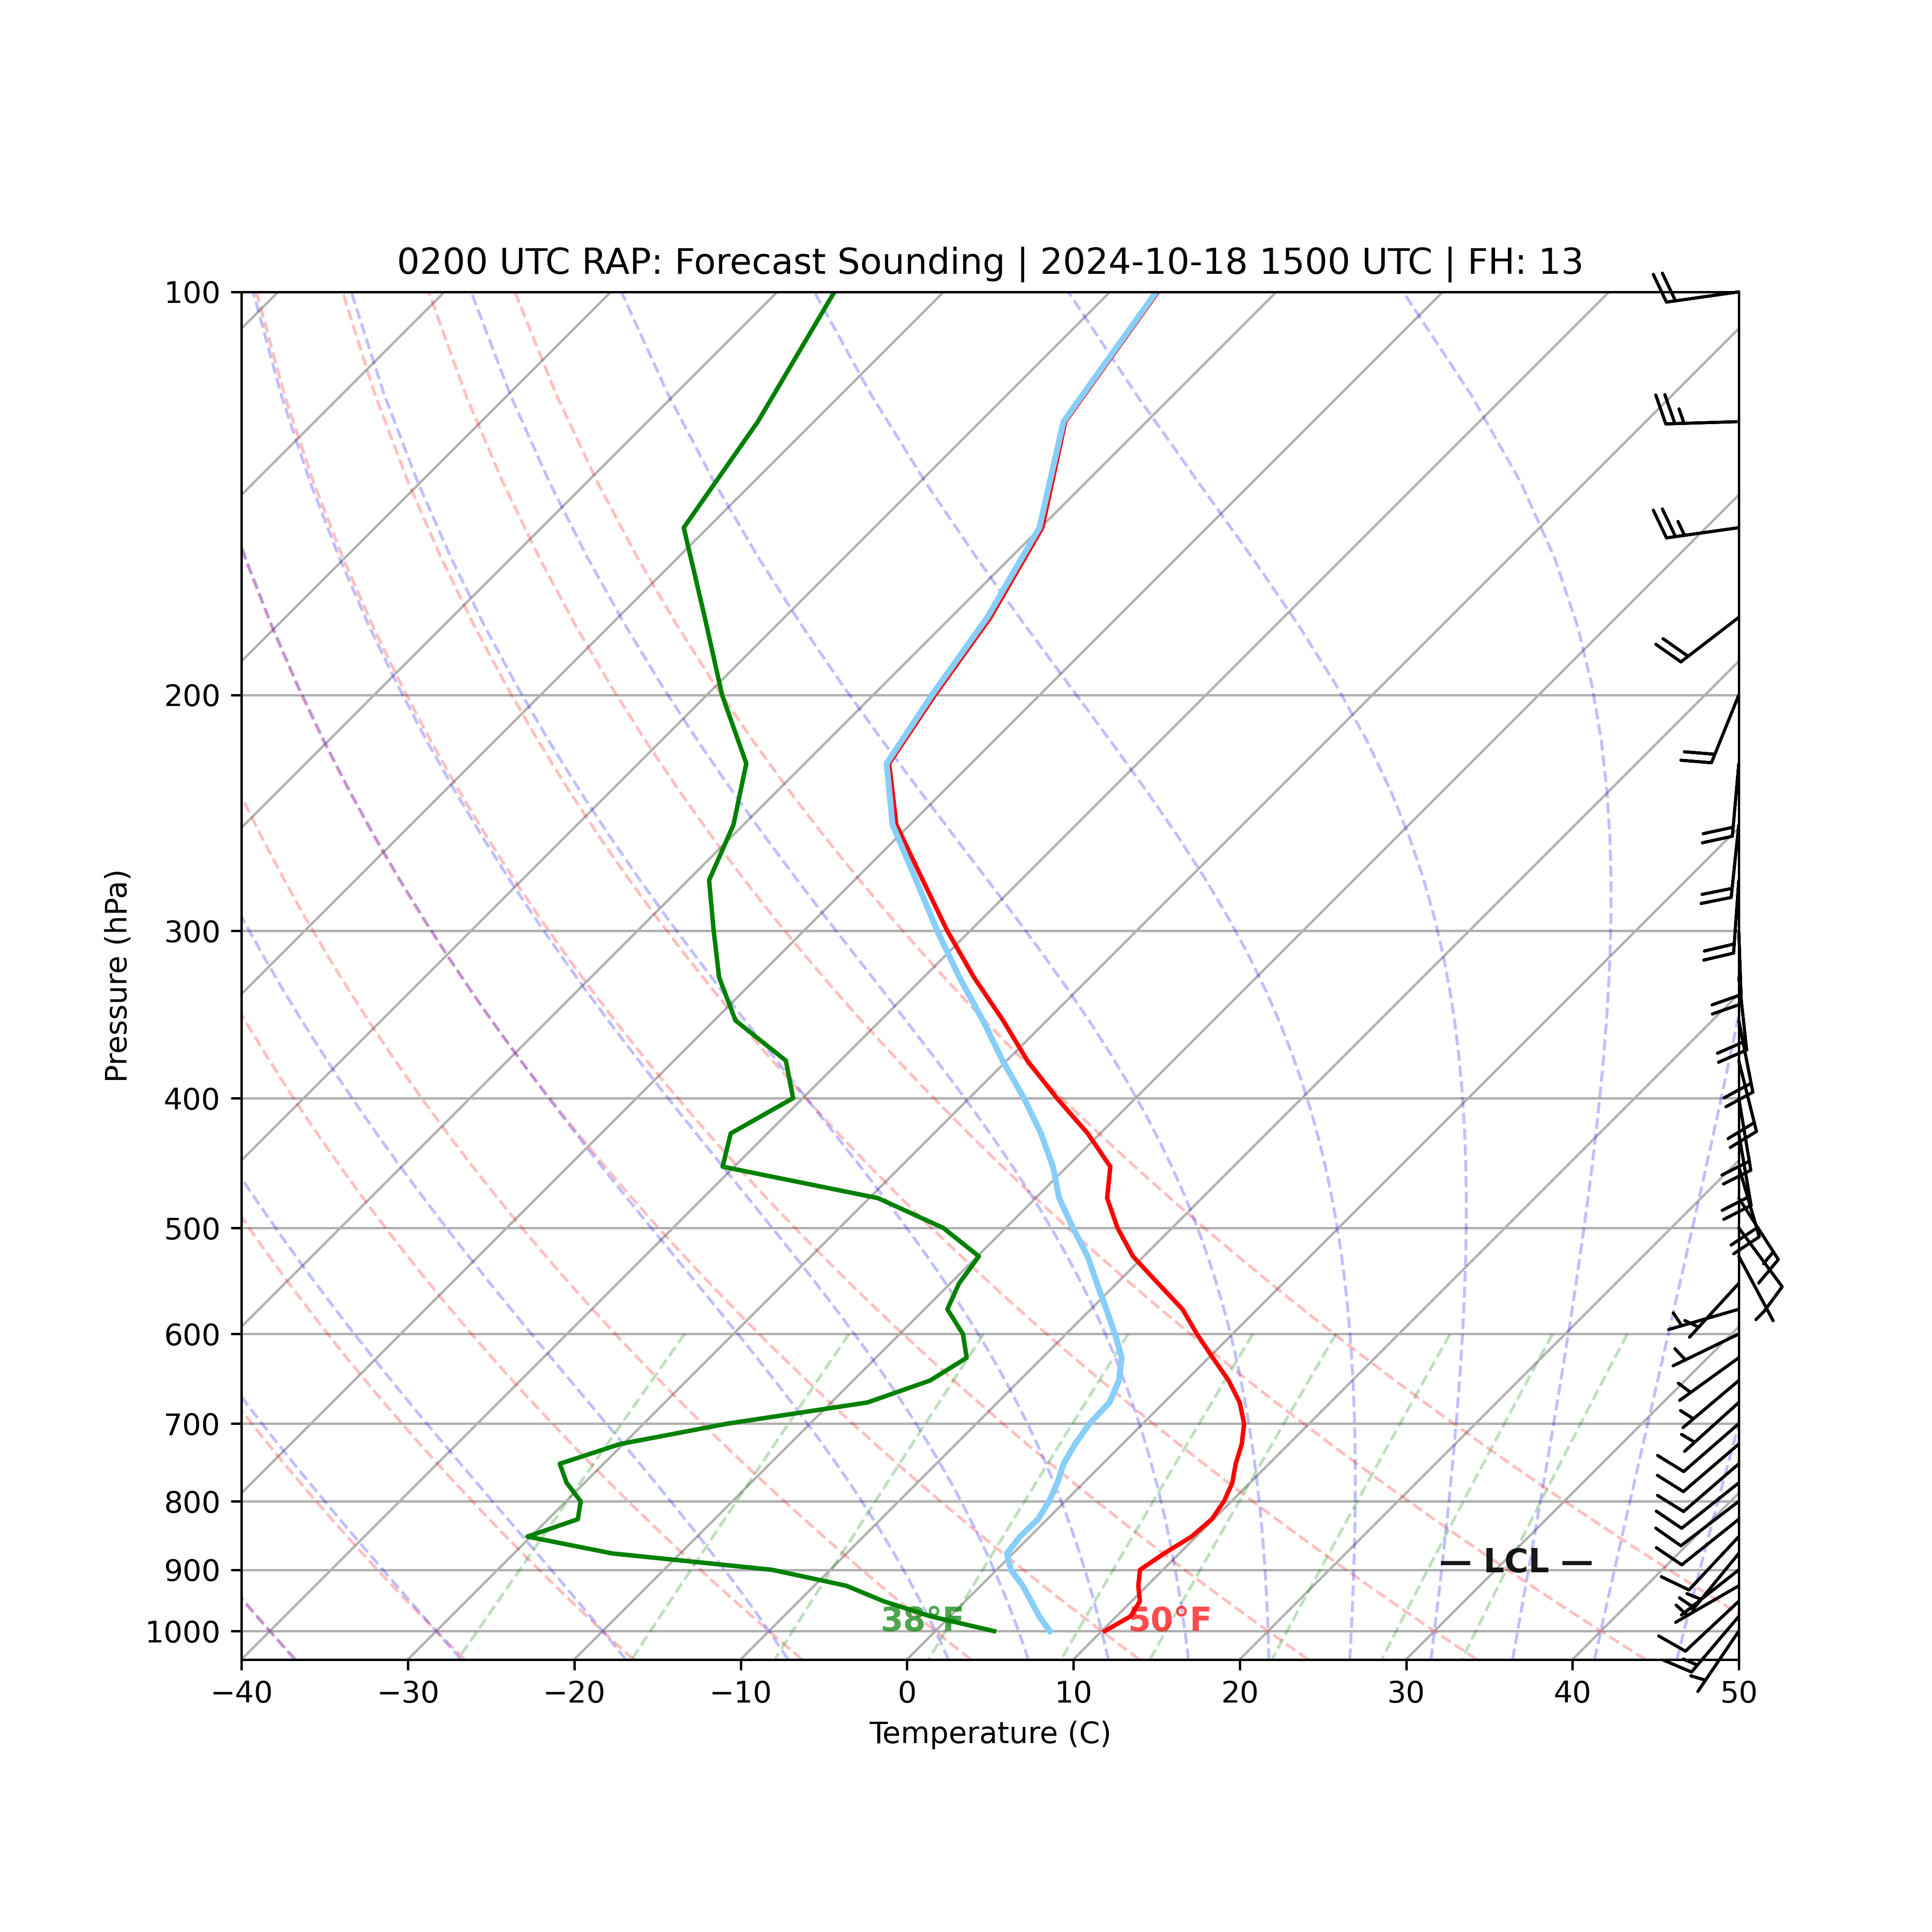 0200 UTC RAP: Forecast Sounding | 2024-10-18 1500 UTC | FH: 13
100
200
300
400
500
600
700
800
900
1000
Pressure (hPa)
— LCL —
38°F
50°F
−40 −30 −20 −10 0 10 20 30 40 50
Temperature (C)